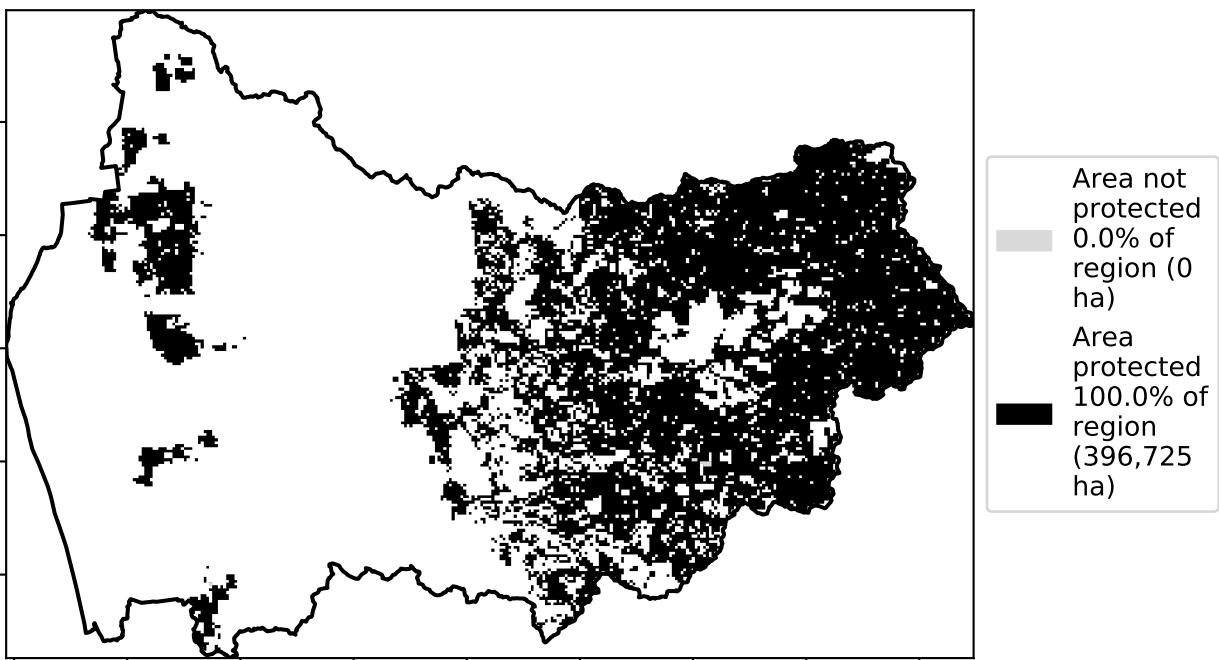 Area not
protected
0.0% of
region (0
ha)
Area
protected
100.0% of
region
(396,725
ha)